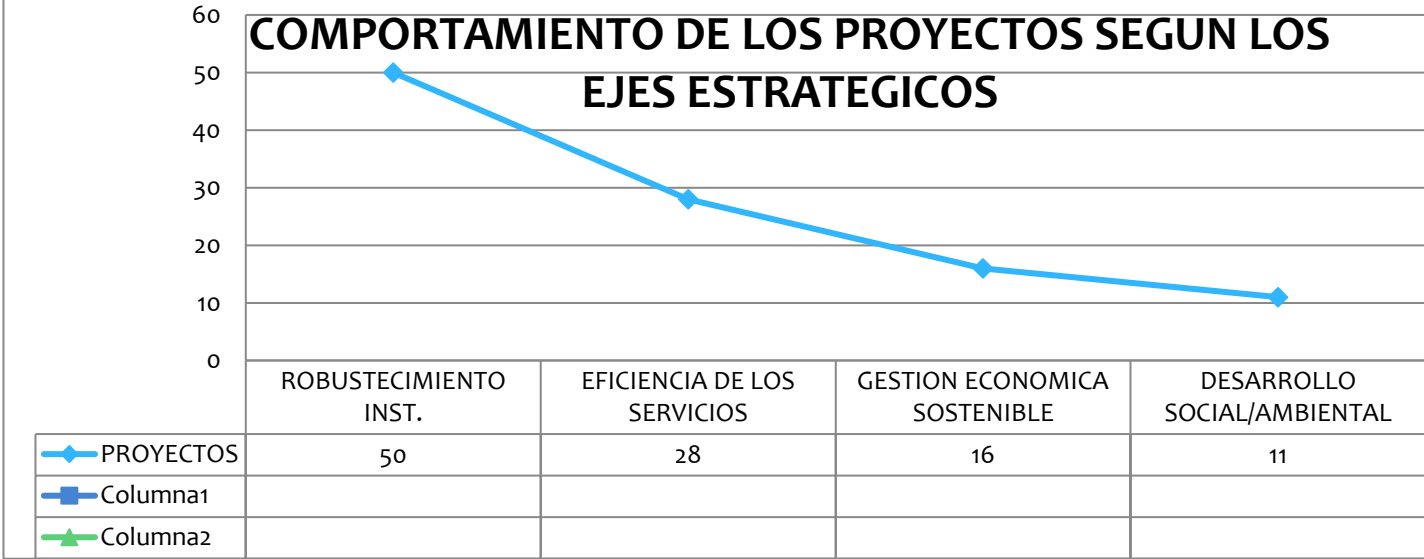 COMPORTAMIENTO DE LOS PROYECTOS SEGUN LOS
EJES ESTRATEGICOS
60
50
40
30
20
10
0
ROBUSTECIMIENTO
INST.
EFICIENCIA DE LOS
SERVICIOS
GESTION ECONOMICA
SOSTENIBLE
DESARROLLO
SOCIAL/AMBIENTAL
PROYECTOS 50 28 16 11
Columna1
Columna2